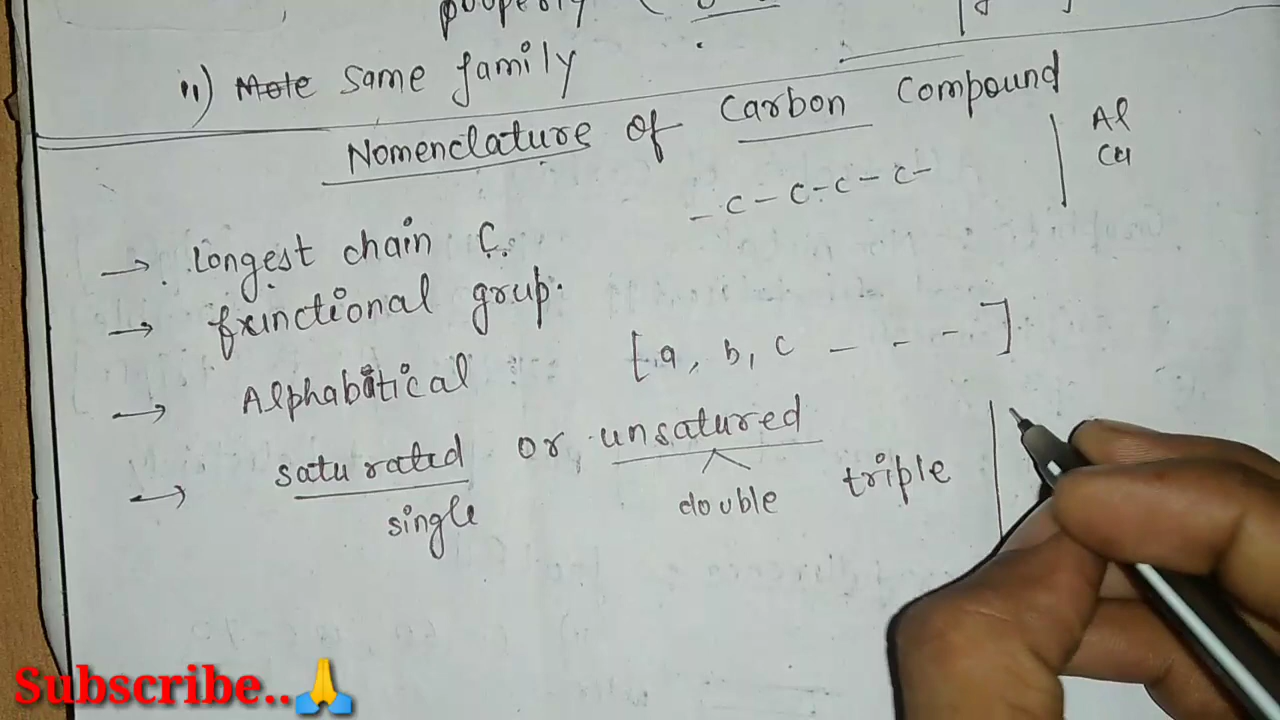 ii) Mote same family
Nomenclature of Carbon Compound
Al
- C - C - C - C -
→ Longest chain C.
→ functional grup.
→ Alphabitical [a, b, c - - - ]
→ saturated or unsatured
single double triple
Subscribe..🙏